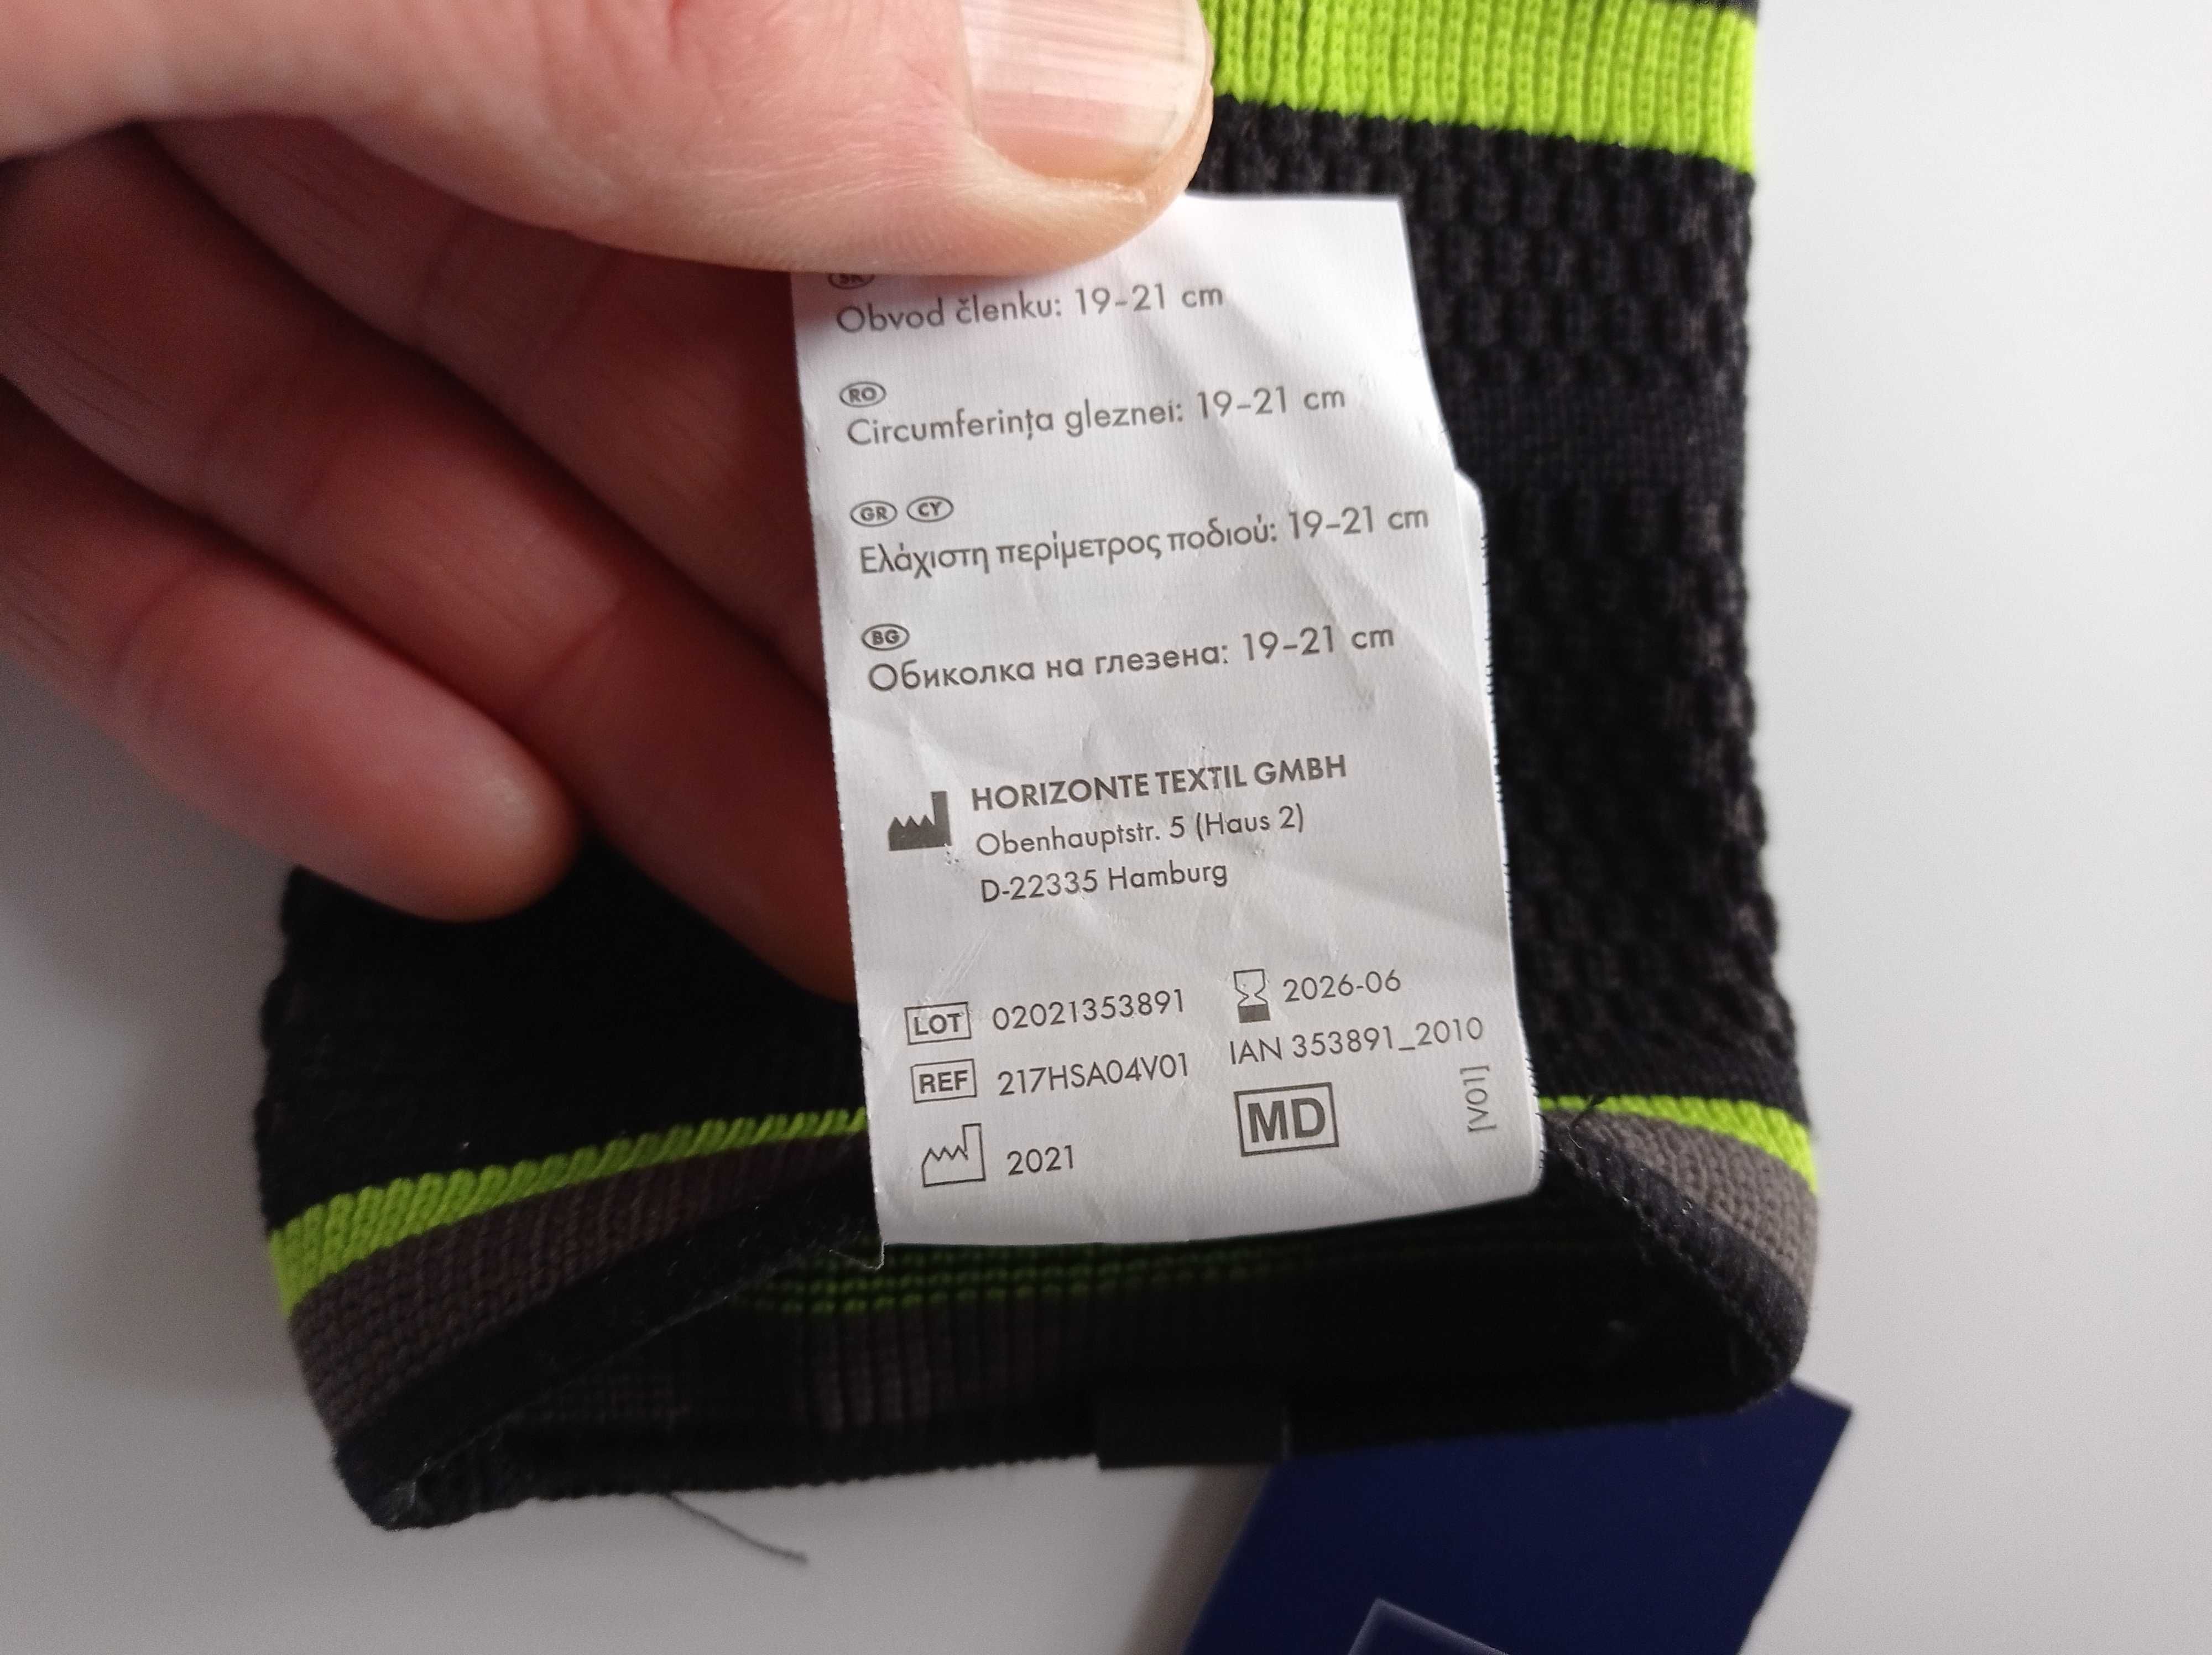 SK
Obvod členku: 19–21 cm
RO
Circumferința gleznei: 19–21 cm
GR CY
Ελάχιστη περίμετρος ποδιού: 19–21 cm
BG
Обиколка на глезена: 19–21 cm
HORIZONTE TEXTIL GMBH
Obenhauptstr. 5 (Haus 2)
D-22335 Hamburg
LOT 02021353891
2026-06
REF 217HSA04V01
IAN 353891_2010
2021
MD
[V01]